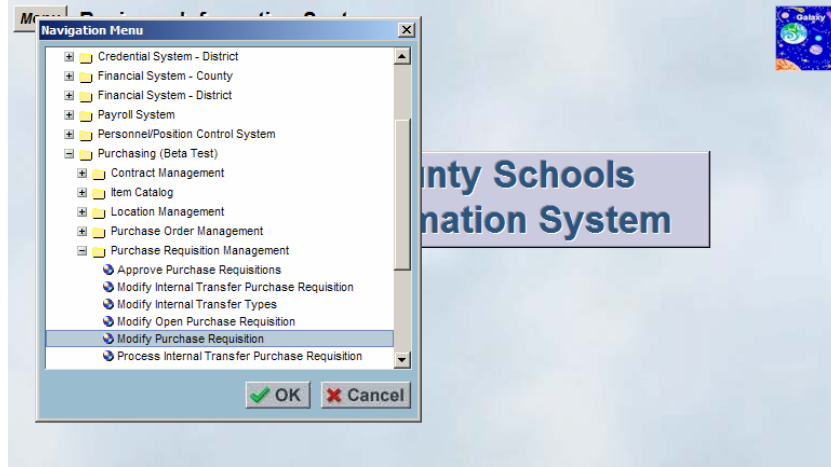 Navigation Menu
Galaxy
Credential System - District
Financial System - County
Financial System - District
Payroll System
Personnel/Position Control System
Purchasing (Beta Test)
Contract Management
Item Catalog
Location Management
Purchase Order Management
Purchase Requisition Management
Approve Purchase Requisitions
Modify Internal Transfer Purchase Requisition
Modify Internal Transfer Types
Modify Open Purchase Requisition
Modify Purchase Requisition
Process Internal Transfer Purchase Requisition
Schools
System
OK Cancel